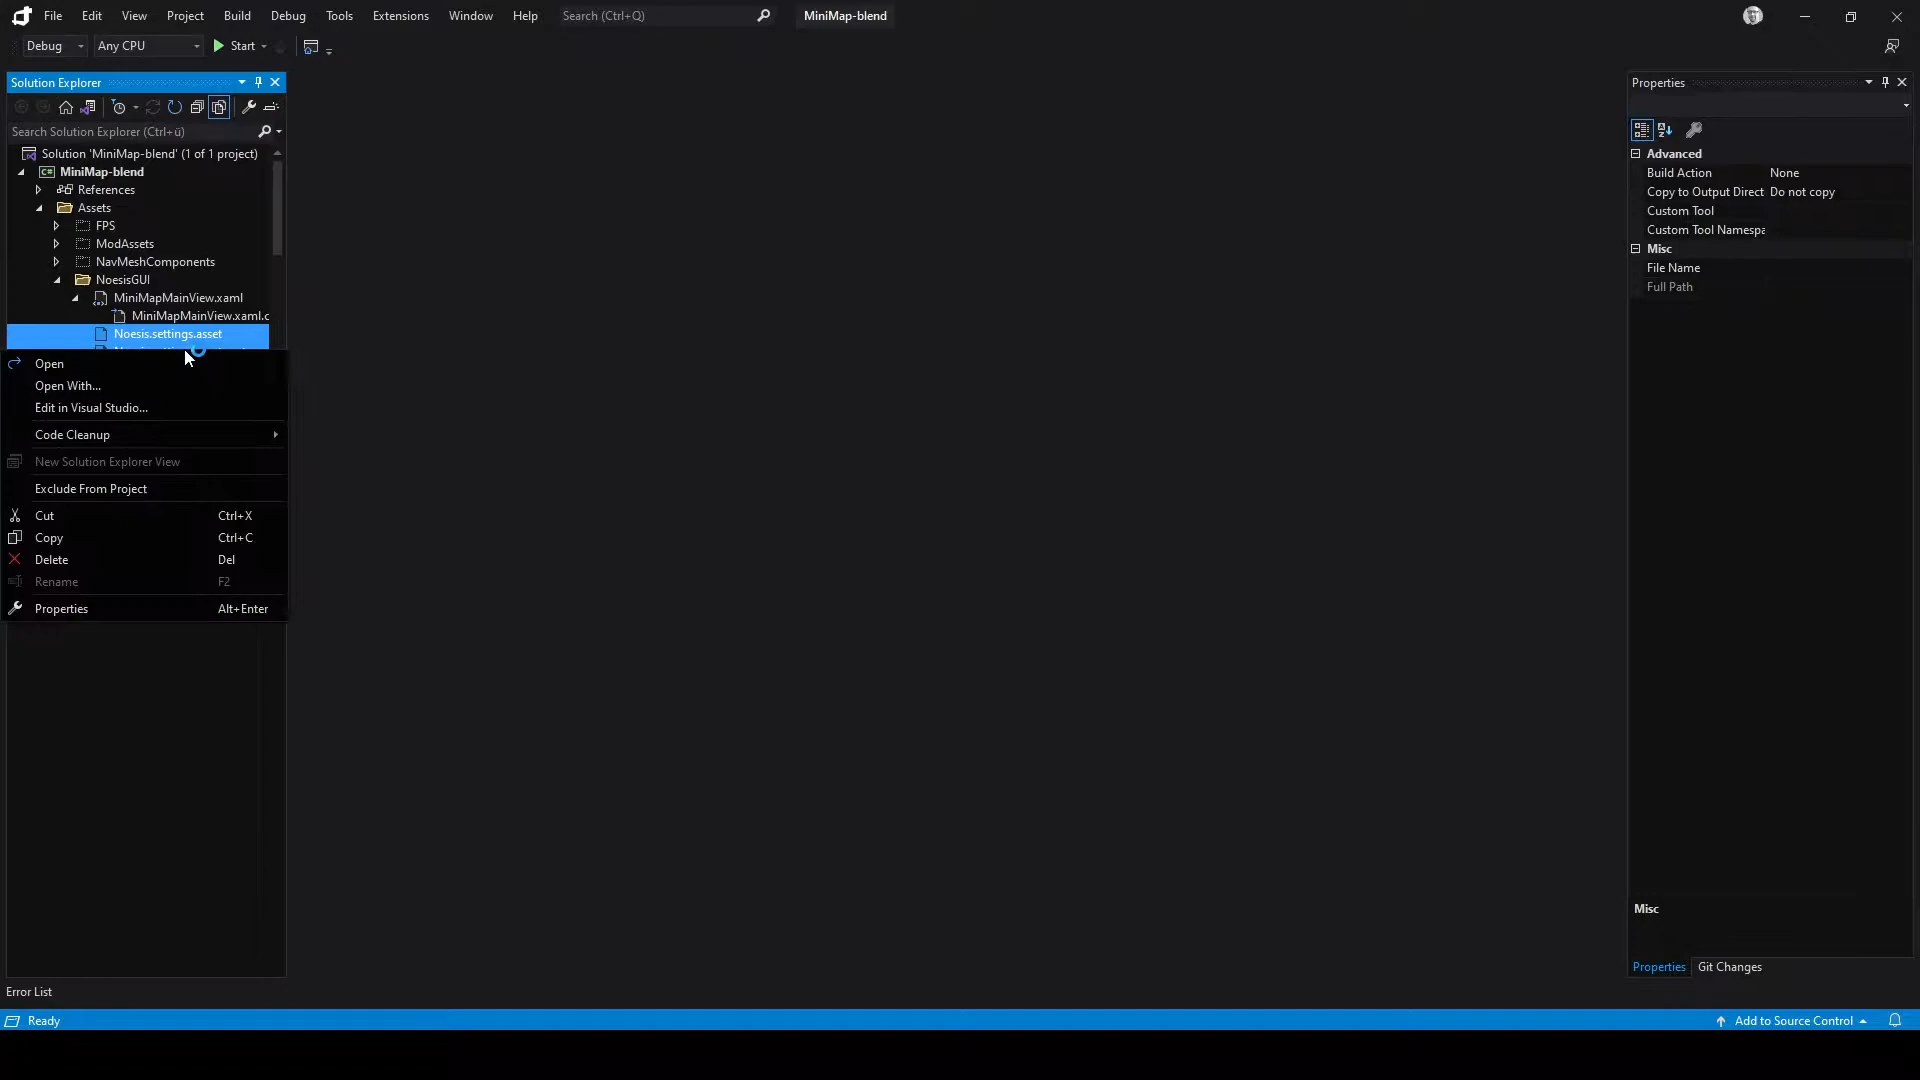 File Edit View Project Build Debug Tools Extensions Window Help Search (Ctrl+Q) MiniMap-blend
Debug Any CPU Start
Solution Explorer
Search Solution Explorer (Ctrl+ü)
Solution 'MiniMap-blend' (1 of 1 project)
MiniMap-blend
References
Assets
FPS
ModAssets
NavMeshComponents
NoesisGUI
MiniMapMainView.xaml
MiniMapMainView.xaml.c
Noesis.settings.asset
Open
Open With...
Edit in Visual Studio...
Code Cleanup
New Solution Explorer View
Exclude From Project
Cut Ctrl+X
Copy Ctrl+C
Delete Del
Rename F2
Properties Alt+Enter
Properties
Advanced
Build Action None
Copy to Output Direct Do not copy
Custom Tool
Custom Tool Namespa
Misc
File Name
Full Path
Misc
Properties Git Changes
Error List
Ready Add to Source Control